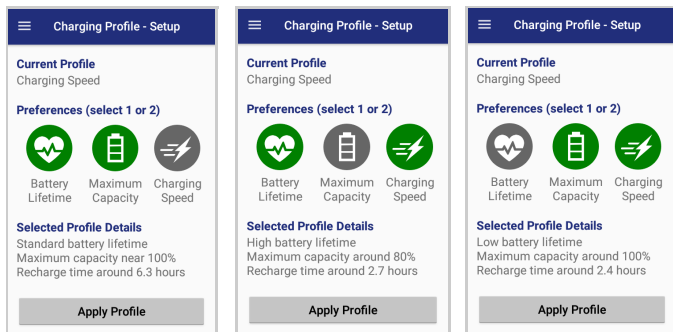 Charging Profile - Setup
Current Profile
Charging Speed
Preferences (select 1 or 2)
Battery Lifetime
Maximum Capacity
Charging Speed
Selected Profile Details
Standard battery lifetime
Maximum capacity near 100%
Recharge time around 6.3 hours
Apply Profile
Charging Profile - Setup
Current Profile
Charging Speed
Preferences (select 1 or 2)
Battery Lifetime
Maximum Capacity
Charging Speed
Selected Profile Details
High battery lifetime
Maximum capacity around 80%
Recharge time around 2.7 hours
Apply Profile
Charging Profile - Setup
Current Profile
Charging Speed
Preferences (select 1 or 2)
Battery Lifetime
Maximum Capacity
Charging Speed
Selected Profile Details
Low battery lifetime
Maximum capacity around 100%
Recharge time around 2.4 hours
Apply Profile